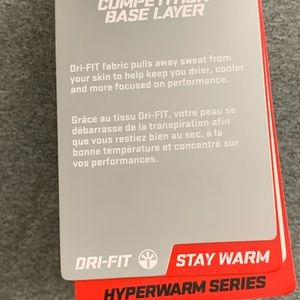 COMPETITION
BASE LAYER
Dri-FIT fabric pulls away sweat from
your skin to help keep you drier, cooler
and more focused on performance.
Grâce au tissu Dri-FIT, votre peau se
débarrasse de la transpiration afin
que vous restiez bien au sec, à la
bonne température et concentré sur
vos performances.
DRI-FIT STAY WARM
HYPERWARM SERIES